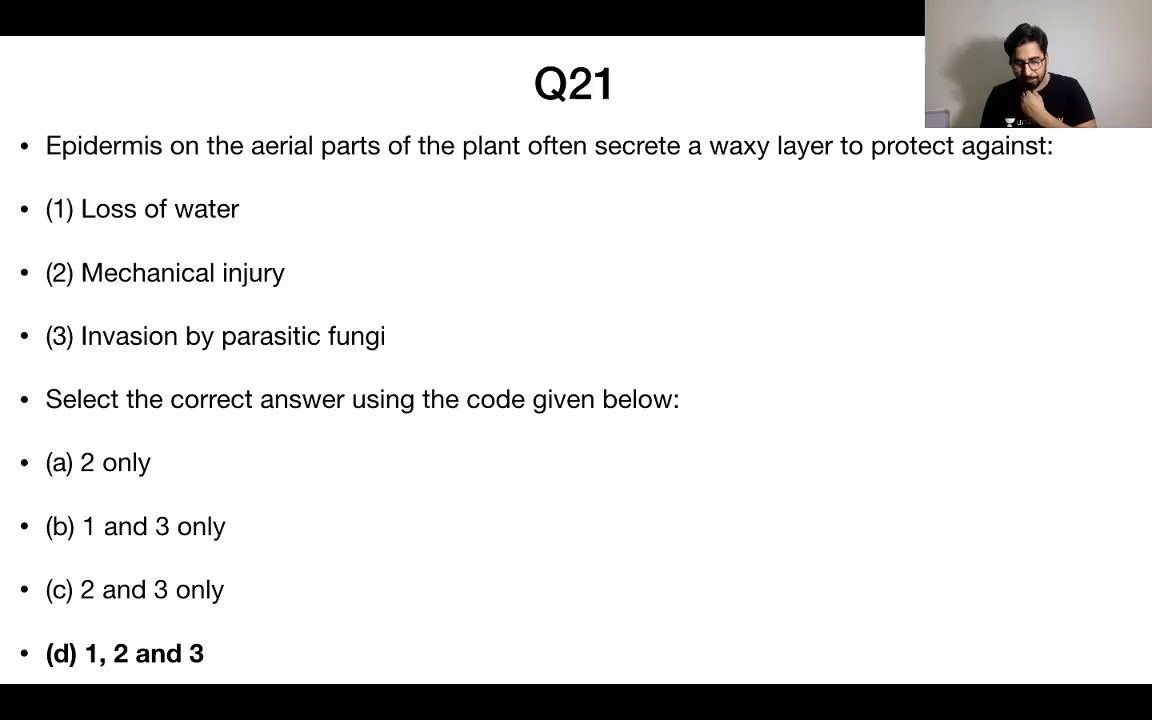 Q21
• Epidermis on the aerial parts of the plant often secrete a waxy layer to protect against:
• (1) Loss of water
• (2) Mechanical injury
• (3) Invasion by parasitic fungi
• Select the correct answer using the code given below:
• (a) 2 only
• (b) 1 and 3 only
• (c) 2 and 3 only
• (d) 1, 2 and 3